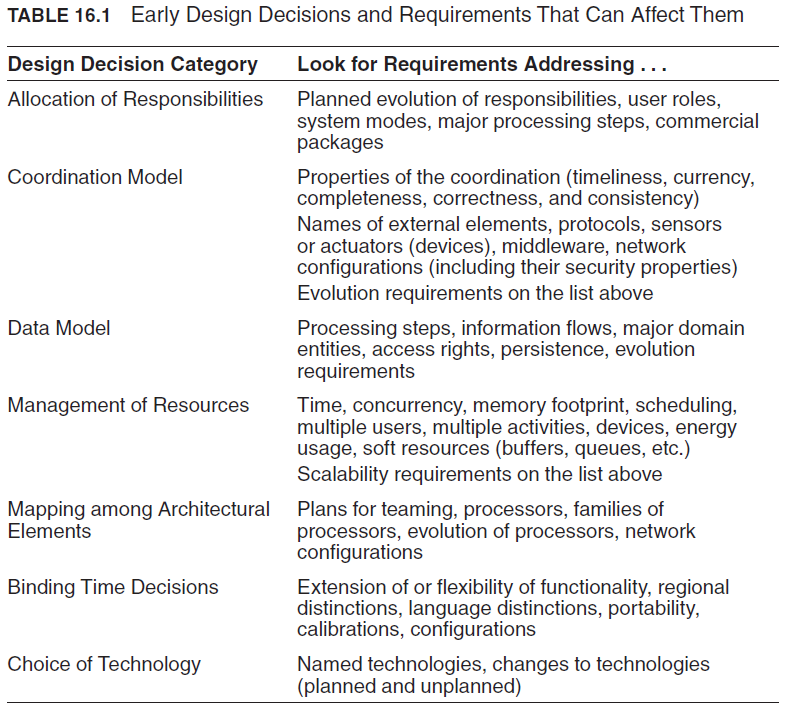 TABLE 16.1 Early Design Decisions and Requirements That Can Affect Them
Design Decision Category Look for Requirements Addressing . . .
Allocation of Responsibilities Planned evolution of responsibilities, user roles,
system modes, major processing steps, commercial
packages
Coordination Model Properties of the coordination (timeliness, currency,
completeness, correctness, and consistency)
Names of external elements, protocols, sensors
or actuators (devices), middleware, network
configurations (including their security properties)
Evolution requirements on the list above
Data Model Processing steps, information flows, major domain
entities, access rights, persistence, evolution
requirements
Management of Resources Time, concurrency, memory footprint, scheduling,
multiple users, multiple activities, devices, energy
usage, soft resources (buffers, queues, etc.)
Scalability requirements on the list above
Mapping among Architectural Plans for teaming, processors, families of
Elements processors, evolution of processors, network
configurations
Binding Time Decisions Extension of or flexibility of functionality, regional
distinctions, language distinctions, portability,
calibrations, configurations
Choice of Technology Named technologies, changes to technologies
(planned and unplanned)